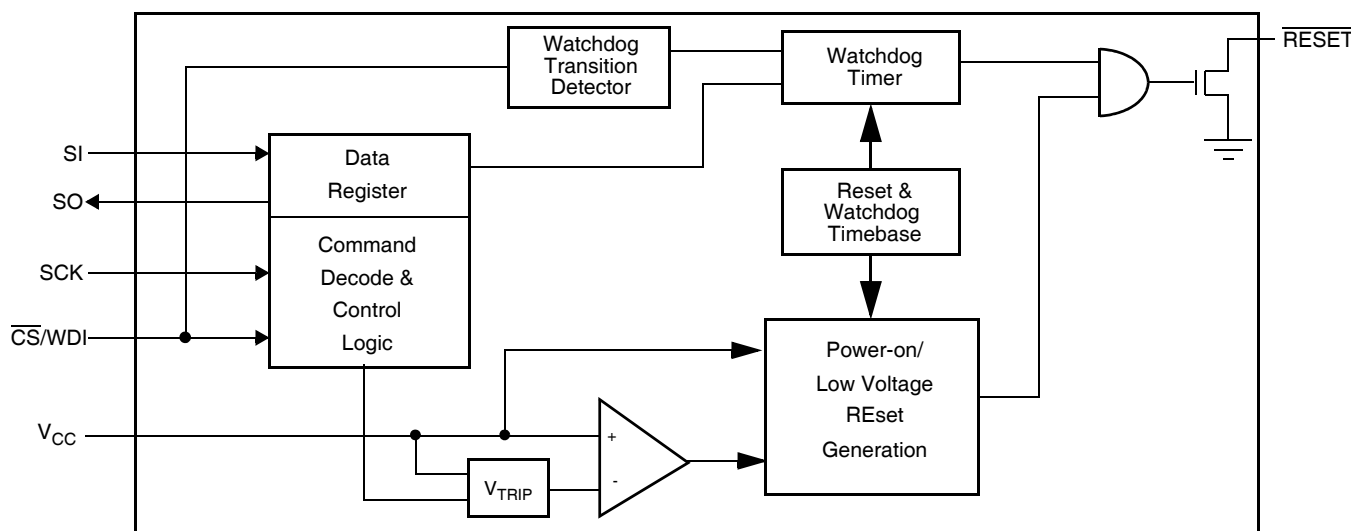 Watchdog
Transition
Detector
Watchdog
Timer
RESET
SI
SO
SCK
CS/WDI
VCC
Data
Register
Command
Decode &
Control
Logic
Reset &
Watchdog
Timebase
Power-on/
Low Voltage
REset
Generation
+
-
VTRIP